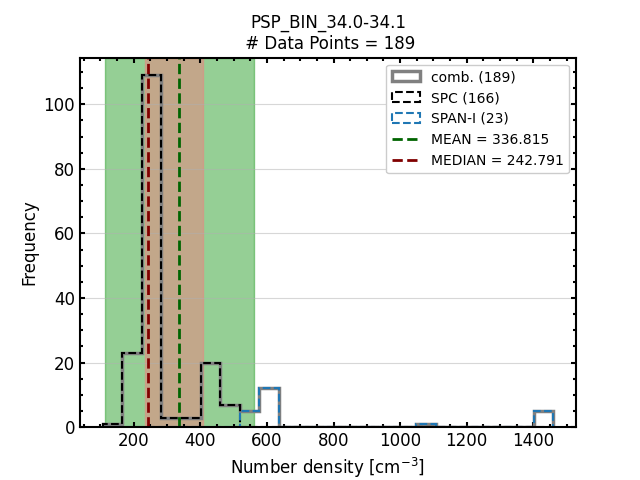 PSP_BIN_34.0-34.1
# Data Points = 189
comb. (189)
SPC (166)
SPAN-I (23)
MEAN = 336.815
MEDIAN = 242.791
Frequency
100
80
60
40
20
0
200 400 600 800 1000 1200 1400
Number density [cm⁻³]